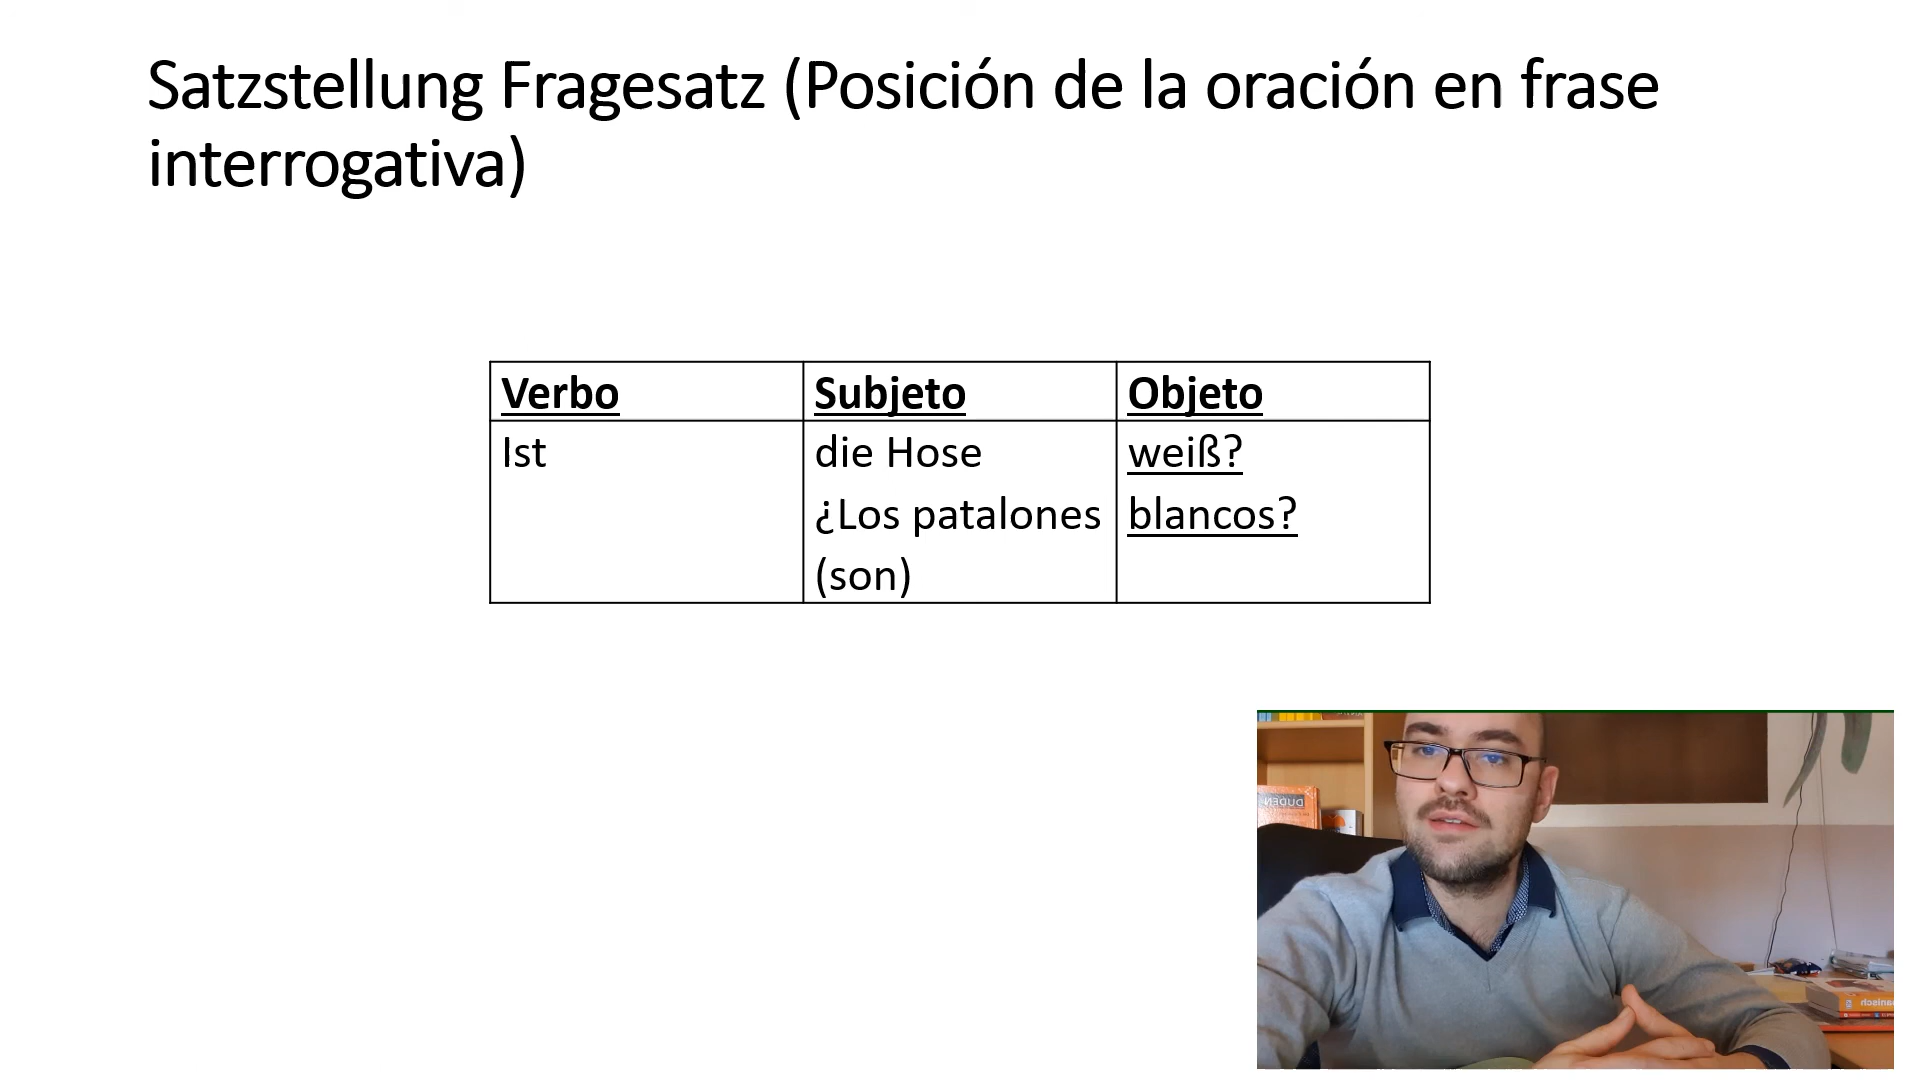 Satzstellung Fragesatz (Posición de la oración en frase
interrogativa)
Verbo Subjeto Objeto
Ist die Hose weiß?
¿Los patalones blancos?
(son)
DUDEN